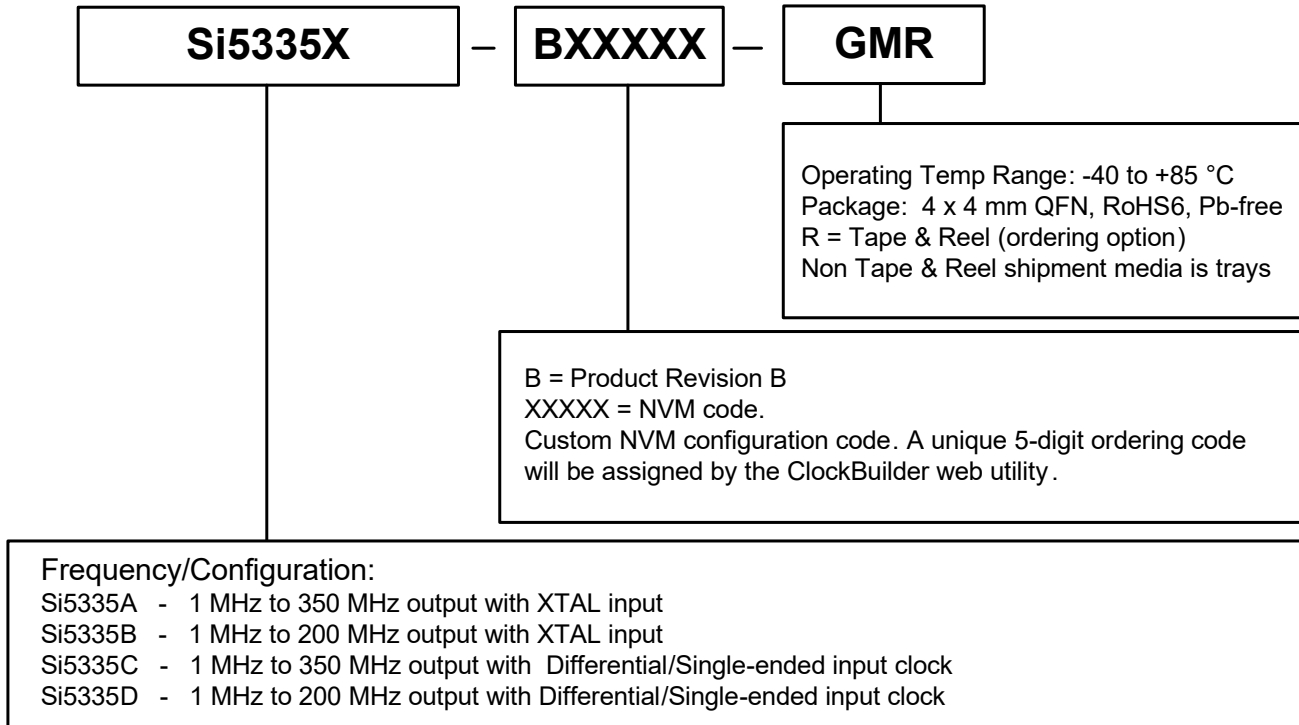 Si5335X – BXXXXX – GMR
Operating Temp Range: -40 to +85 °C
Package: 4 x 4 mm QFN, RoHS6, Pb-free
R = Tape & Reel (ordering option)
Non Tape & Reel shipment media is trays
B = Product Revision B
XXXXX = NVM code.
Custom NVM configuration code. A unique 5-digit ordering code
will be assigned by the ClockBuilder web utility.
Frequency/Configuration:
Si5335A - 1 MHz to 350 MHz output with XTAL input
Si5335B - 1 MHz to 200 MHz output with XTAL input
Si5335C - 1 MHz to 350 MHz output with Differential/Single-ended input clock
Si5335D - 1 MHz to 200 MHz output with Differential/Single-ended input clock